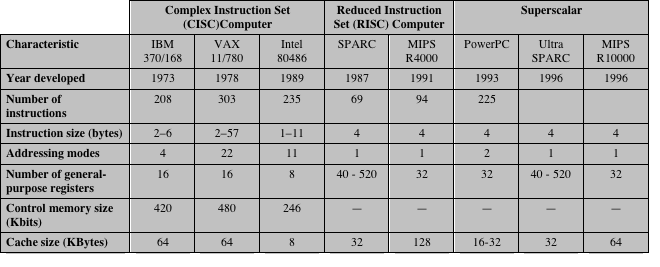 Complex Instruction Set (CISC)Computer | Reduced Instruction Set (RISC) Computer | Superscalar
Characteristic | IBM 370/168 | VAX 11/780 | Intel 80486 | SPARC | MIPS R4000 | PowerPC | Ultra SPARC | MIPS R10000
Year developed | 1973 | 1978 | 1989 | 1987 | 1991 | 1993 | 1996 | 1996
Number of instructions | 208 | 303 | 235 | 69 | 94 | 225
Instruction size (bytes) | 2–6 | 2–57 | 1–11 | 4 | 4 | 4 | 4 | 4
Addressing modes | 4 | 22 | 11 | 1 | 1 | 2 | 1 | 1
Number of general-purpose registers | 16 | 16 | 8 | 40 - 520 | 32 | 32 | 40 - 520 | 32
Control memory size (Kbits) | 420 | 480 | 246 | — | — | — | — | —
Cache size (KBytes) | 64 | 64 | 8 | 32 | 128 | 16-32 | 32 | 64